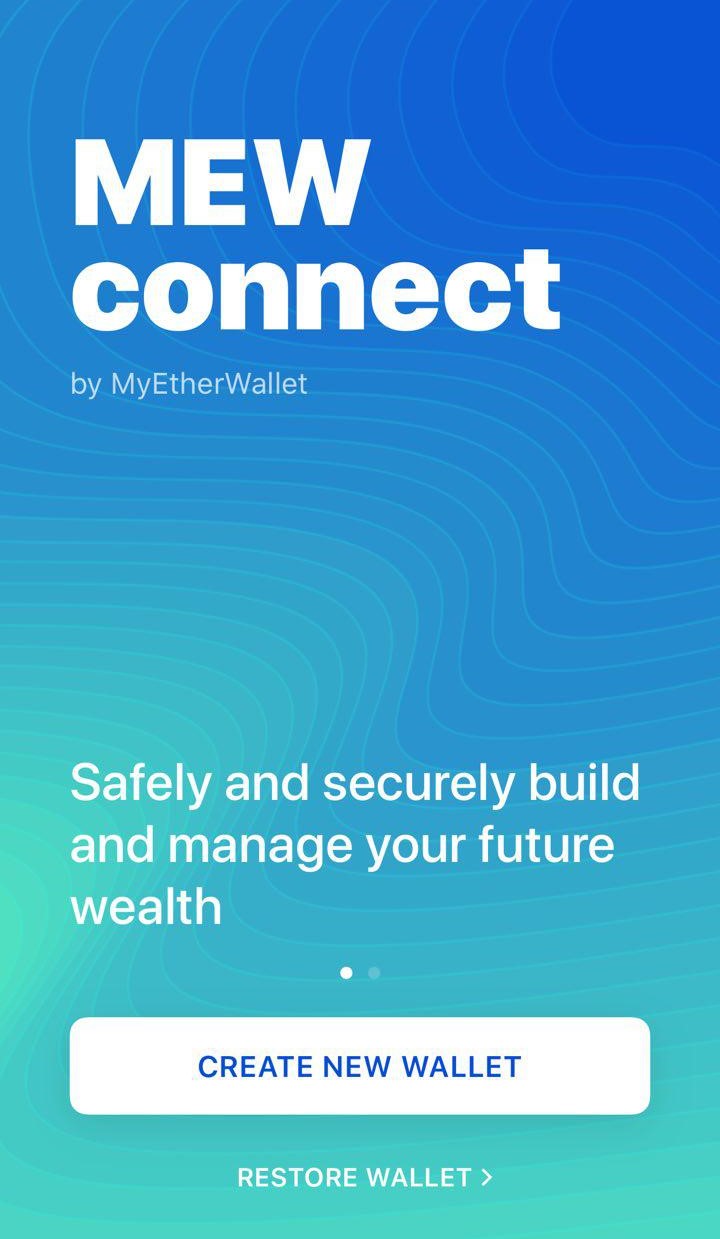 MEW
connect
by MyEtherWallet
Safely and securely build
and manage your future
wealth
CREATE NEW WALLET
RESTORE WALLET >